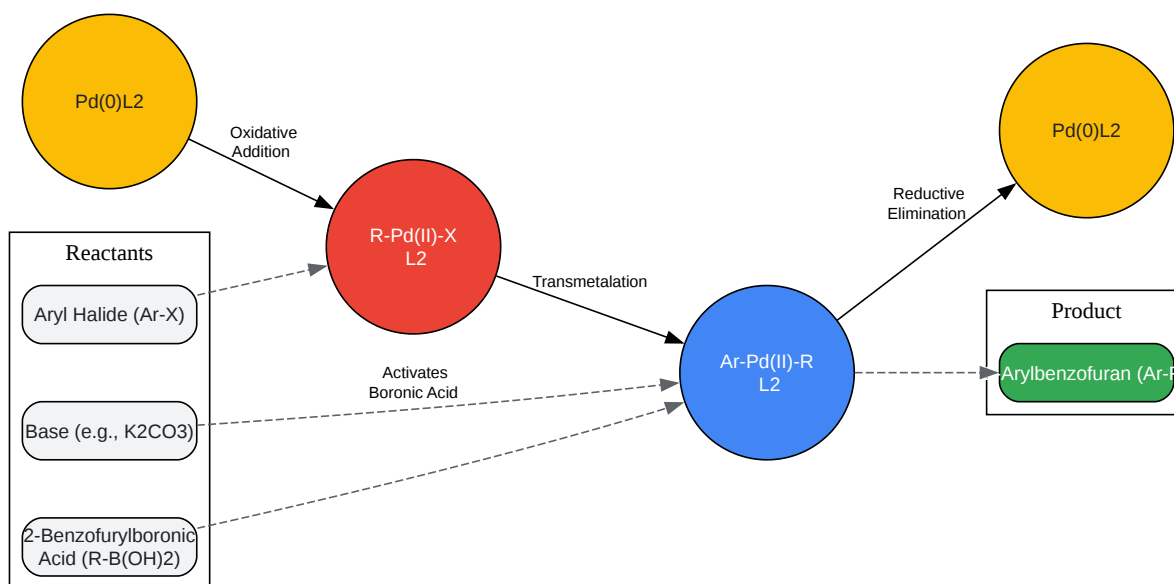 Pd(0)L2
Pd(0)L2
Oxidative
Addition
Reductive
Elimination
R-Pd(II)-X
L2
Reactants
Aryl Halide (Ar-X)
Transmetalation
Product
Ar-Pd(II)-R
L2
Arylbenzofuran (Ar-
Activates
Boronic Acid
Base (e.g., K2CO3)
2-Benzofurylboronic
Acid (R-B(OH)2)